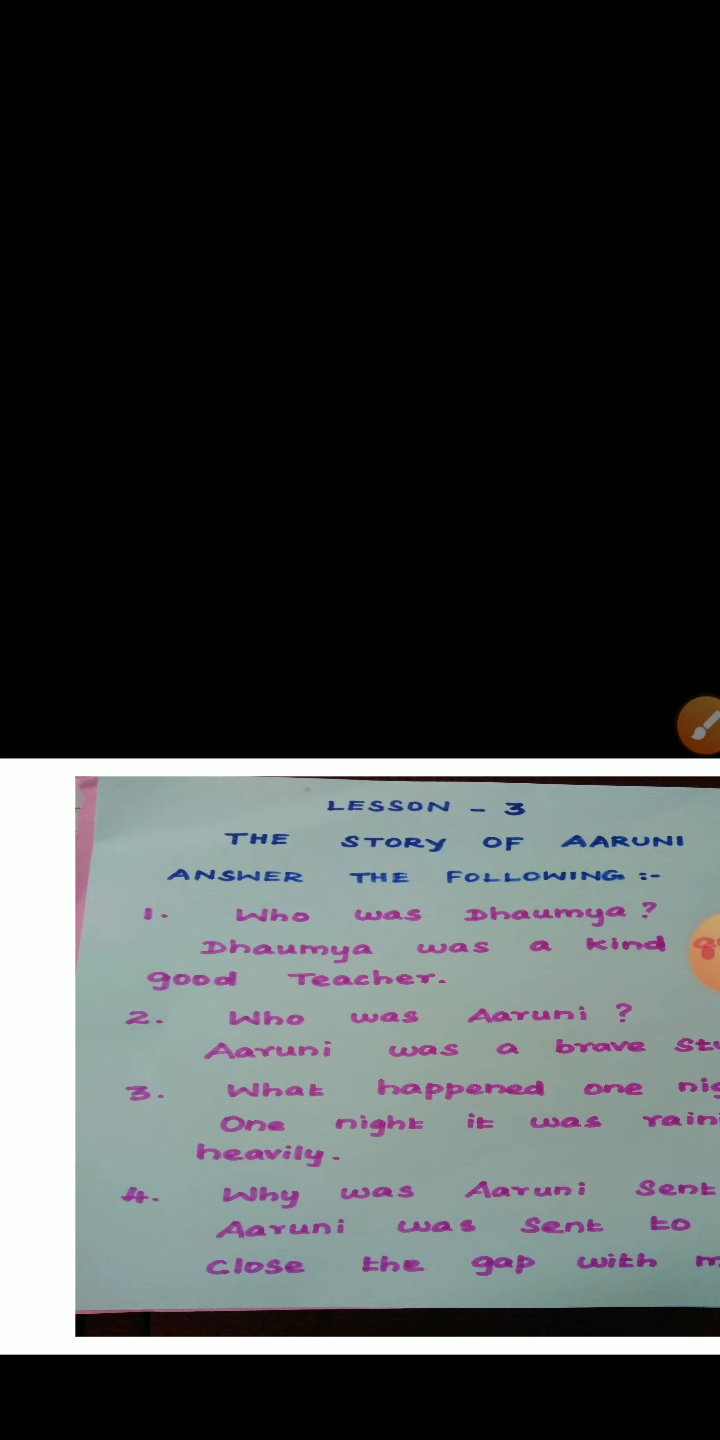 LESSON - 3
THE STORY OF AARUNI
ANSWER THE FOLLOWING :-
1. Who was Dhaumya ?
Dhaumya was a kind
good Teacher.
2. Who was Aaruni ?
Aaruni was a brave
3. What happened one
One night it was
heavily.
4. Why was Aaruni Sent
Aaruni was sent to
close the gap with